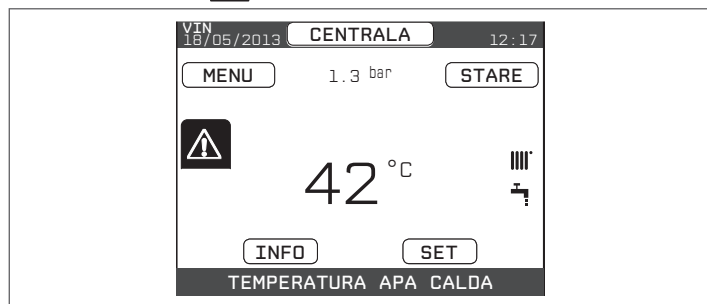 VIN
18/05/2013 CENTRALA 12:17
MENU 1.3 bar STARE
42 °C
INFO SET
TEMPERATURA APA CALDA